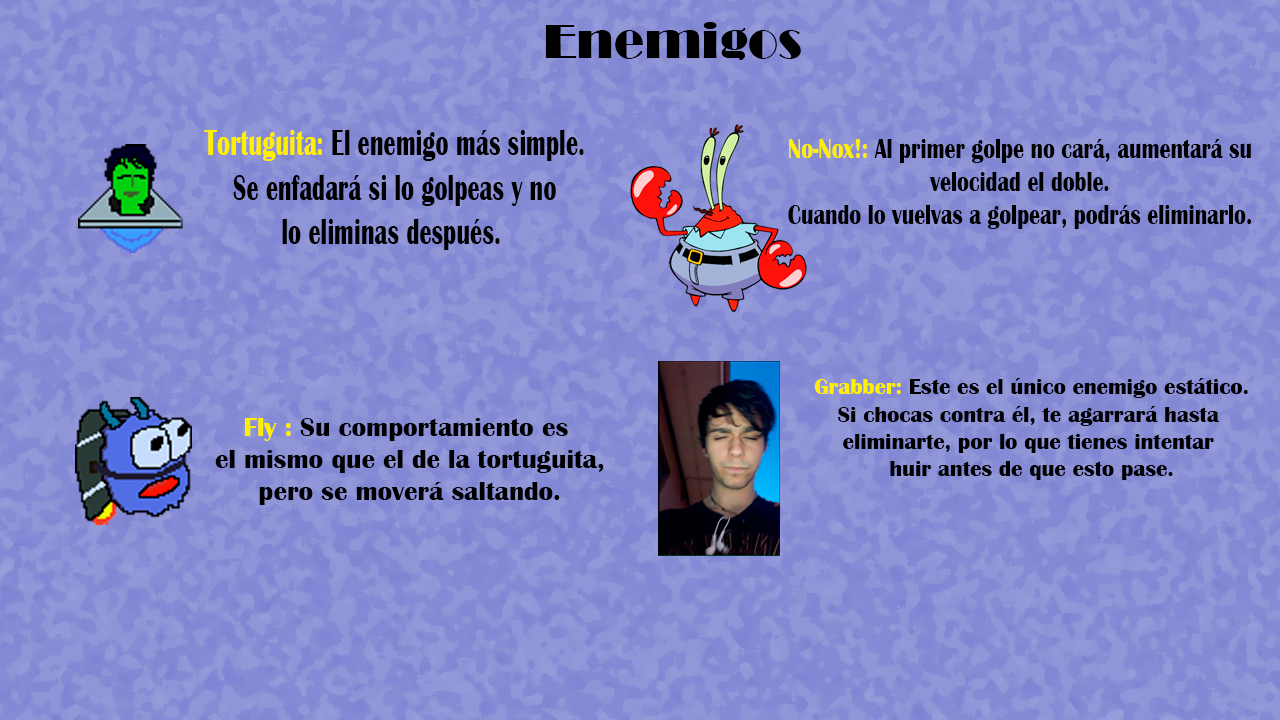 Enemigos
Tortuguita: El enemigo más simple.
Se enfadará si lo golpeas y no
lo eliminas después.
No-Nox!: Al primer golpe no cará, aumentará su
velocidad el doble.
Cuando lo vuelvas a golpear, podrás eliminarlo.
Fly : Su comportamiento es
el mismo que el de la tortuguita,
pero se moverá saltando.
Grabber: Este es el único enemigo estático.
Si chocas contra él, te agarrará hasta
eliminarte, por lo que tienes intentar
huir antes de que esto pase.